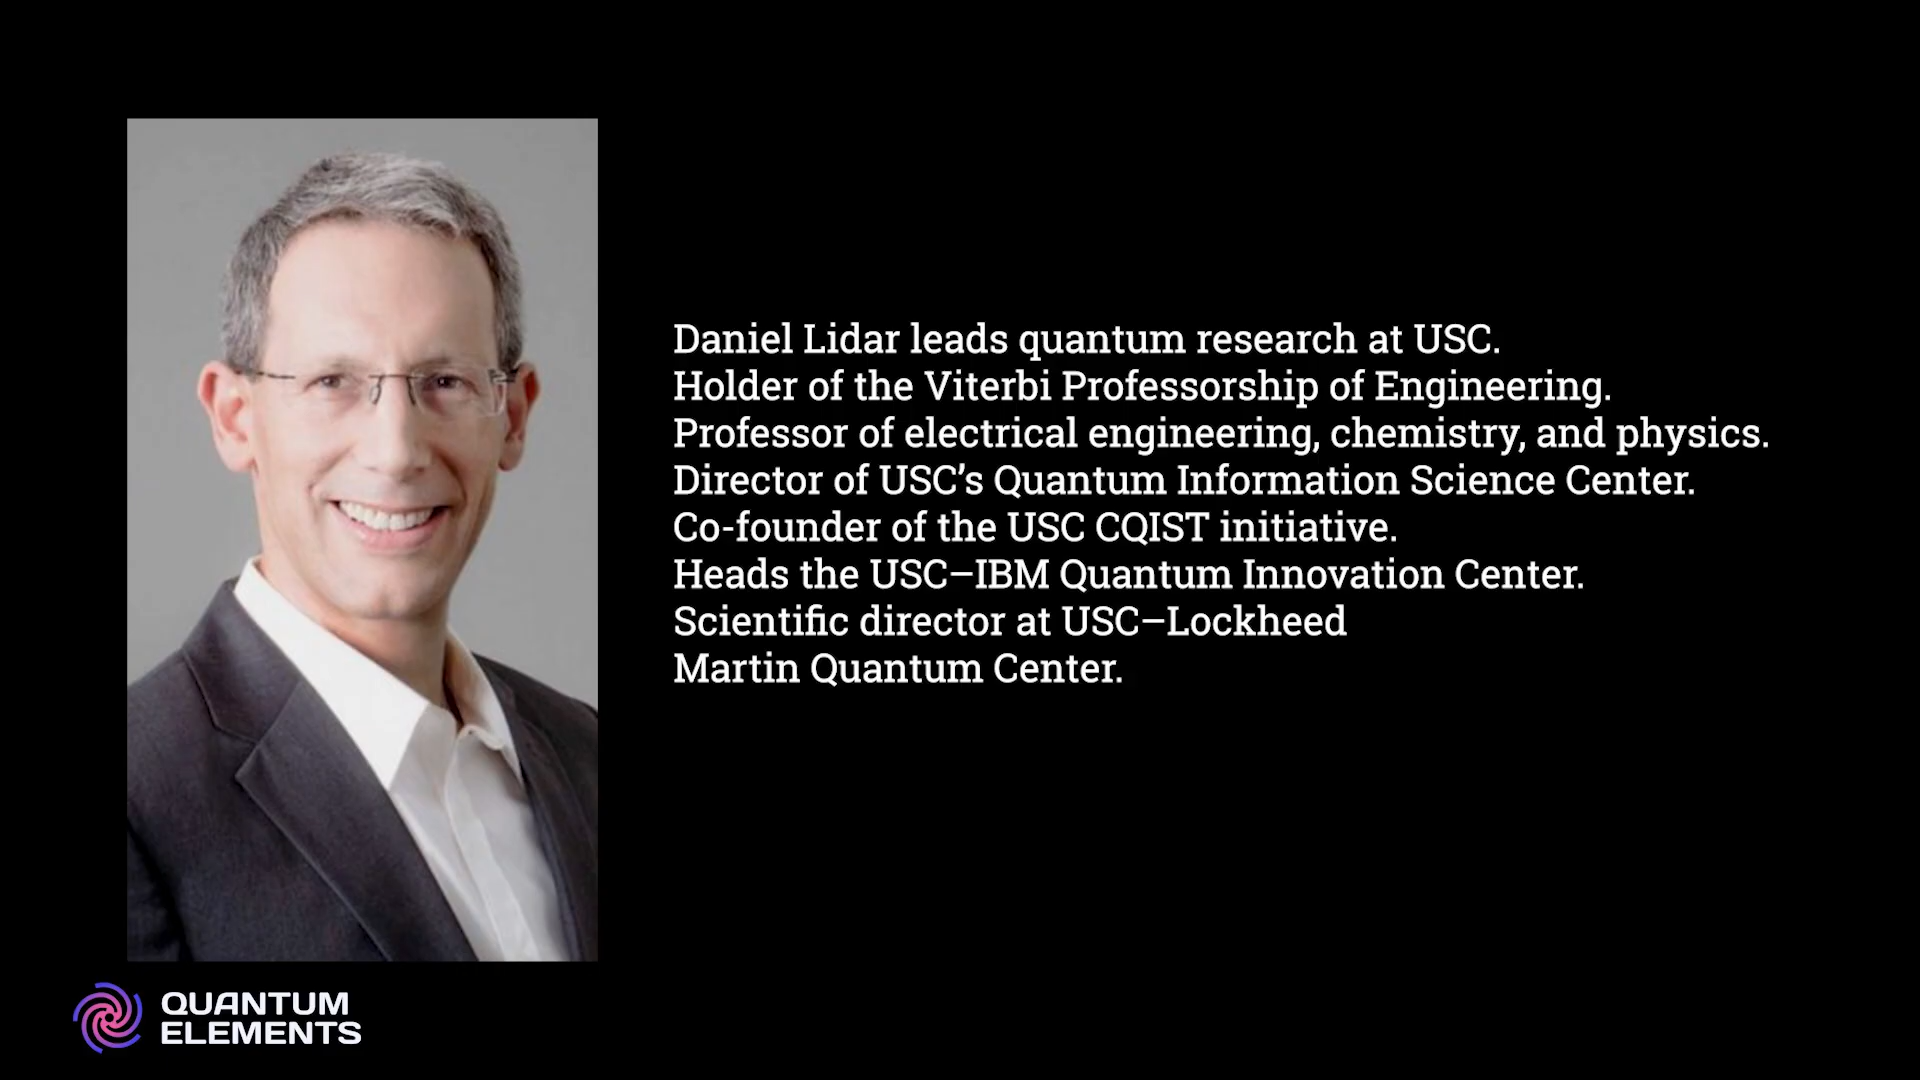 Daniel Lidar leads quantum research at USC.
Holder of the Viterbi Professorship of Engineering.
Professor of electrical engineering, chemistry, and physics.
Director of USC’s Quantum Information Science Center.
Co-founder of the USC CQIST initiative.
Heads the USC–IBM Quantum Innovation Center.
Scientific director at USC–Lockheed
Martin Quantum Center.
QUANTUM
ELEMENTS